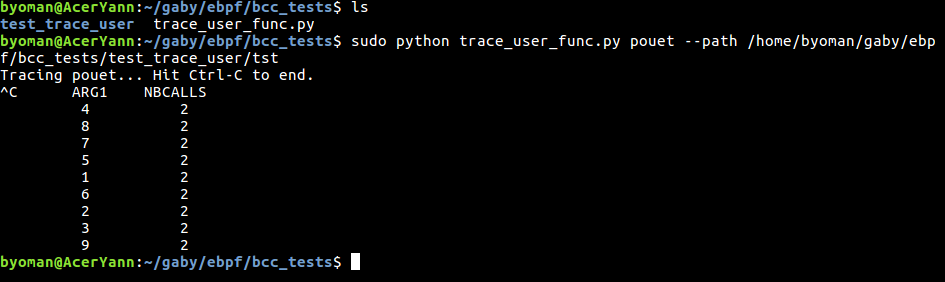 byoman@AcerYann:~/gaby/ebpf/bcc_tests$ ls
test_trace_user  trace_user_func.py
byoman@AcerYann:~/gaby/ebpf/bcc_tests$ sudo python trace_user_func.py pouet --path /home/byoman/gaby/ebp
f/bcc_tests/test_trace_user/tst
Tracing pouet... Hit Ctrl-C to end.
^C      ARG1    NBCALLS
         4          2
         8          2
         7          2
         5          2
         1          2
         6          2
         2          2
         3          2
         9          2
byoman@AcerYann:~/gaby/ebpf/bcc_tests$